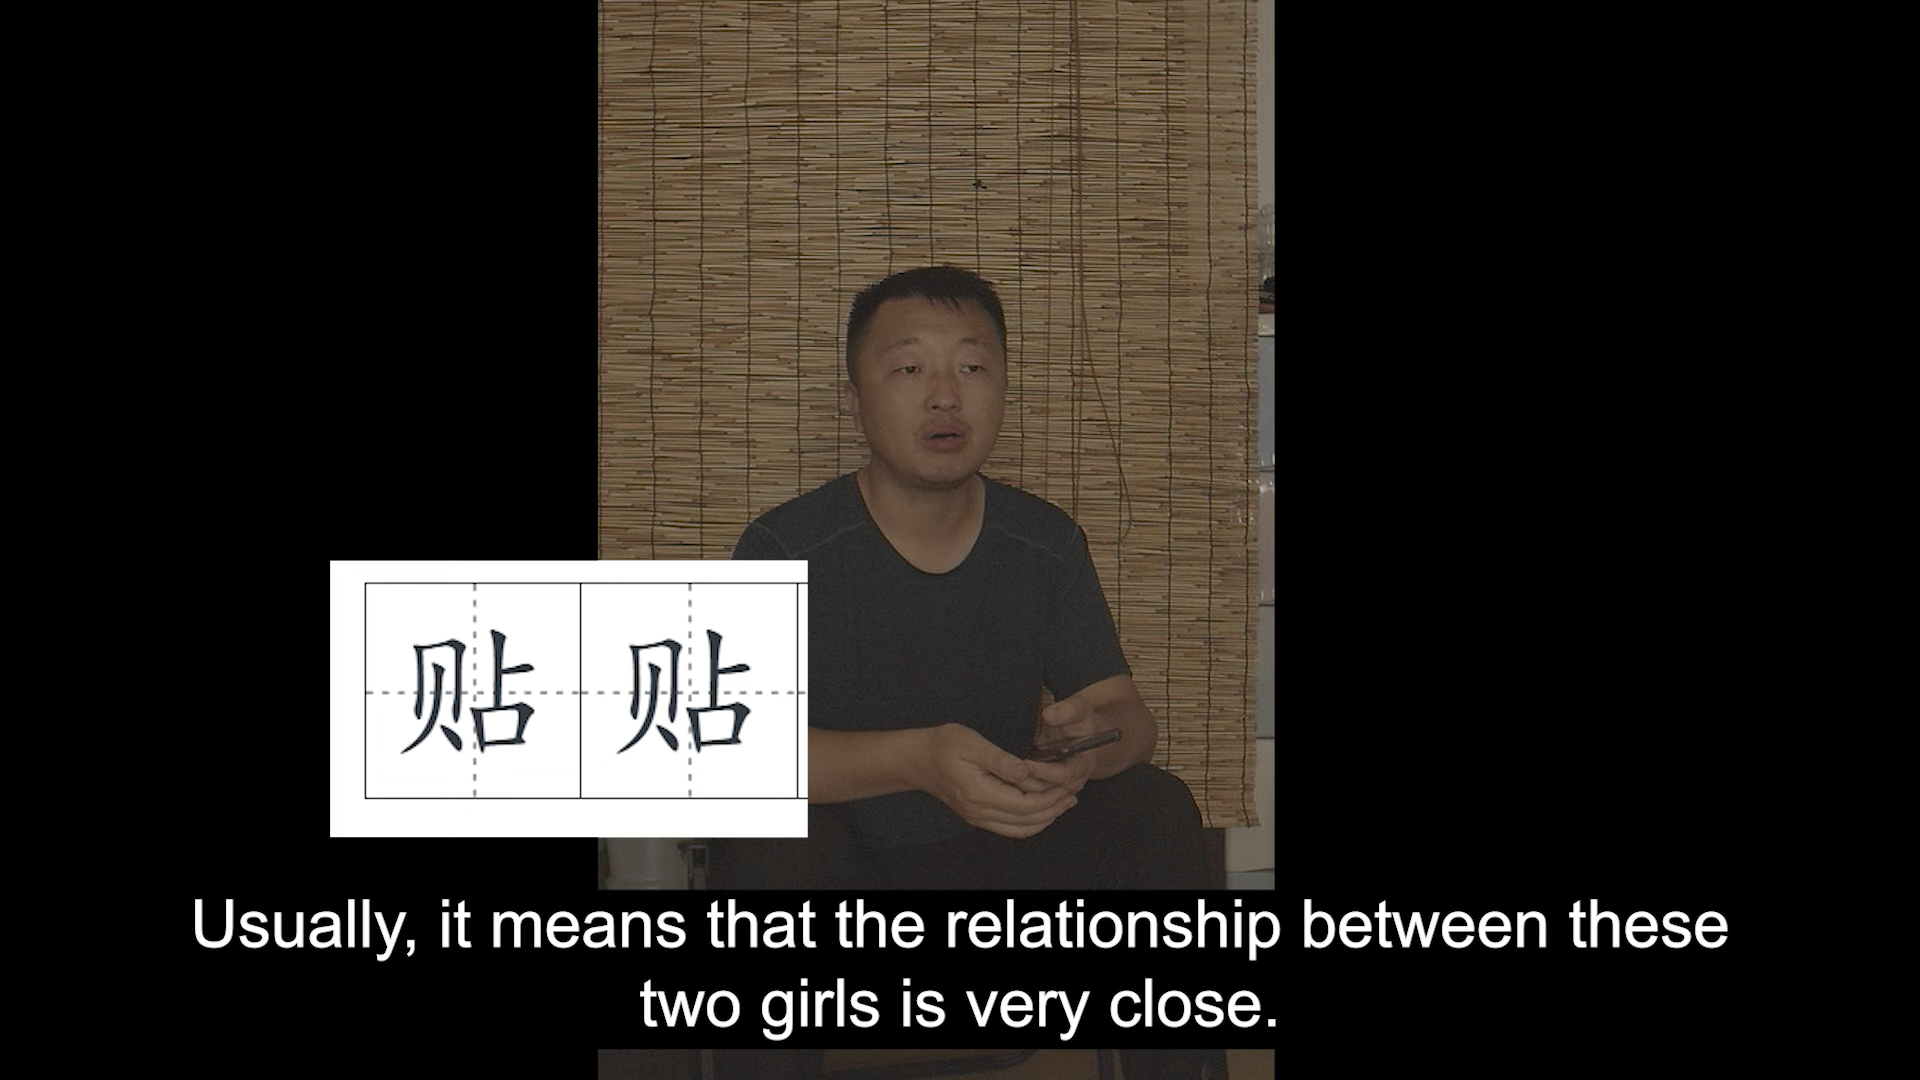 贴贴
Usually, it means that the relationship between these
two girls is very close.